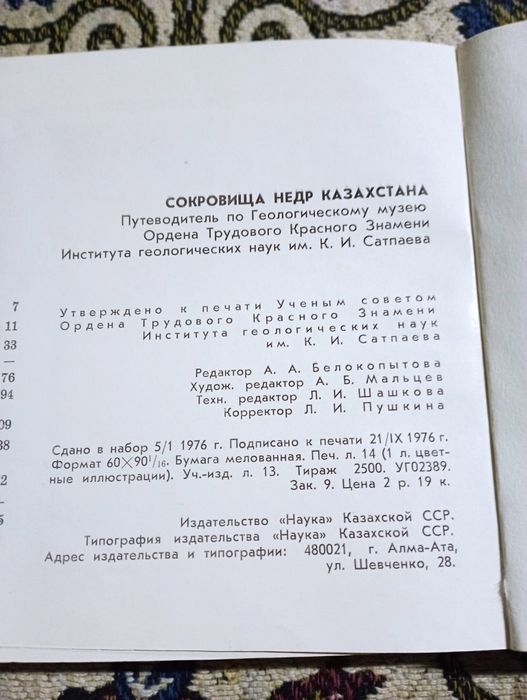 СОКРОВИЩА НЕДР КАЗАХСТАНА
Путеводитель по Геологическому музею
Ордена Трудового Красного Знамени
Института геологических наук им. К. И. Сатпаева
7
11
33
—
76
94
09
38
2
—
5
Утверждено к печати Ученым советом
Ордена Трудового Красного Знамени
Института геологических наук
им. К. И. Сатпаева
Редактор А. А. Белокопытова
Худож. редактор А. Б. Мальцев
Техн. редактор Л. И. Шашкова
Корректор Л. И. Пушкина
Сдано в набор 5/1 1976 г. Подписано к печати 21/IX 1976 г.
Формат 60×90¹/₁₆. Бумага мелованная. Печ. л. 14 (1 л. цвет-
ные иллюстрации). Уч.-изд. л. 13. Тираж 2500. УГ02389.
Зак. 9. Цена 2 р. 19 к.
Издательство «Наука» Казахской ССР.
Типография издательства «Наука» Казахской ССР.
Адрес издательства и типографии: 480021, г. Алма-Ата,
ул. Шевченко, 28.